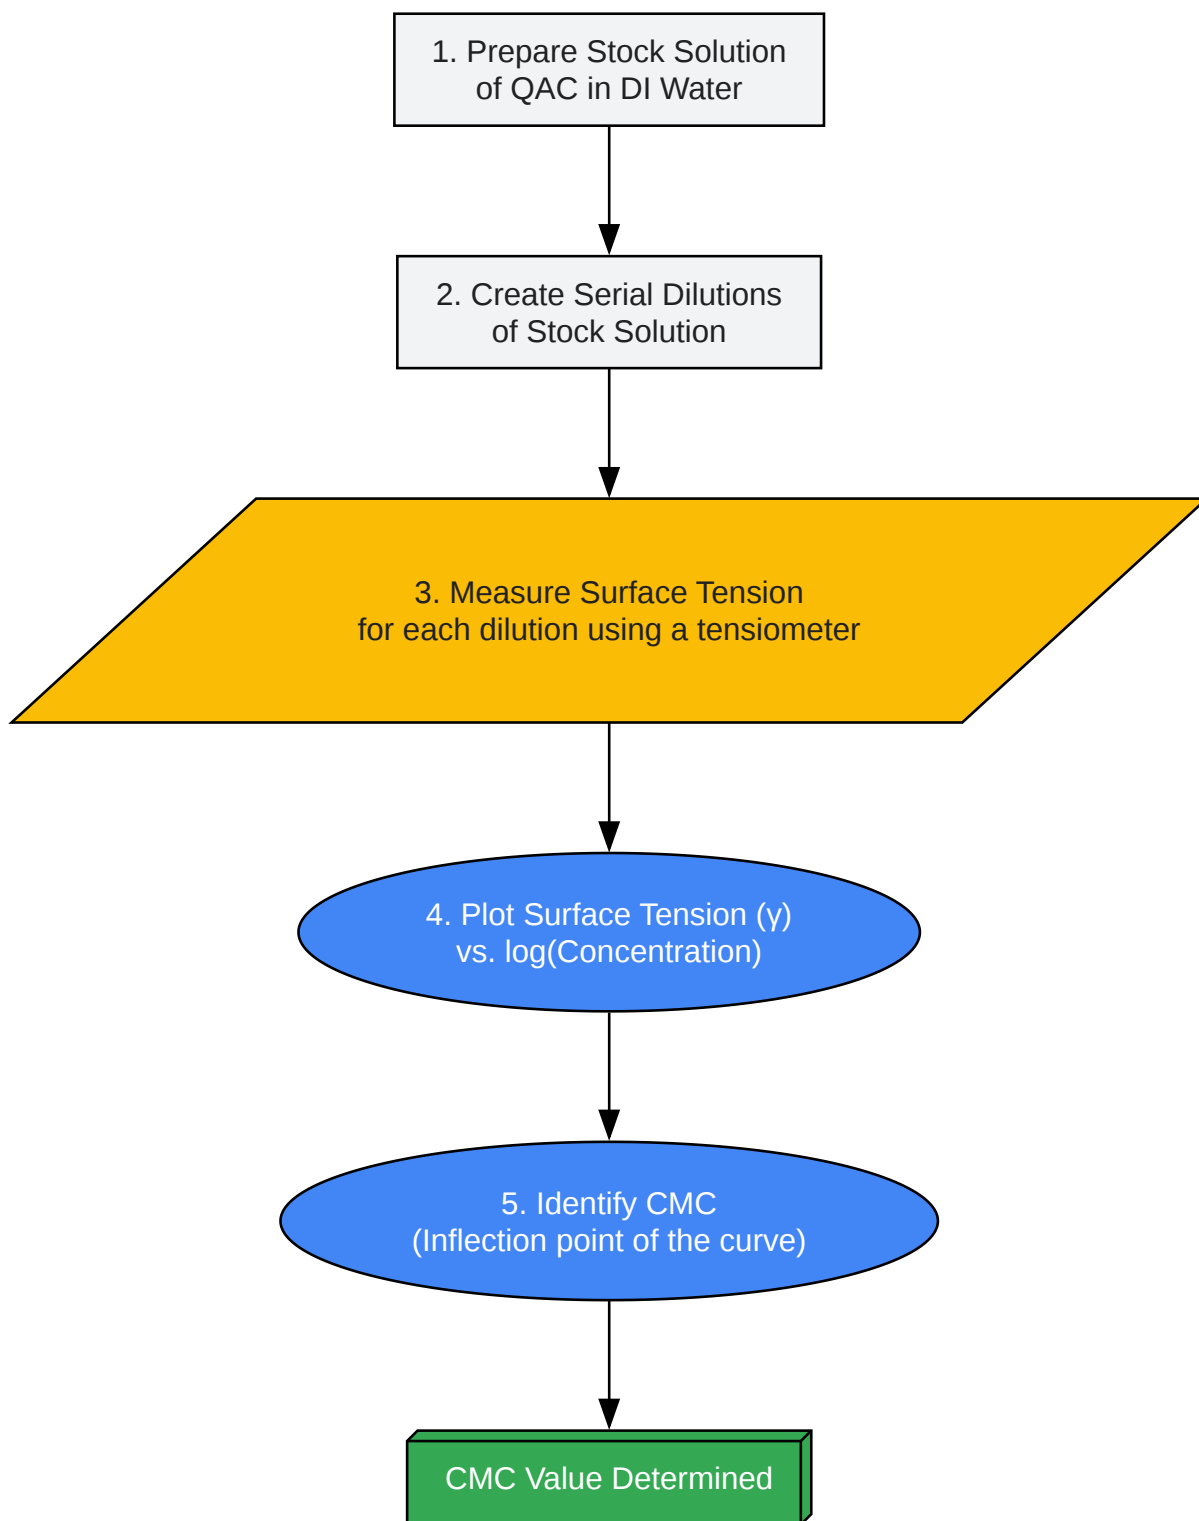 1. Prepare Stock Solution
of QAC in DI Water
2. Create Serial Dilutions
of Stock Solution
3. Measure Surface Tension
for each dilution using a tensiometer
4. Plot Surface Tension (γ)
vs. log(Concentration)
5. Identify CMC
(Inflection point of the curve)
CMC Value Determined